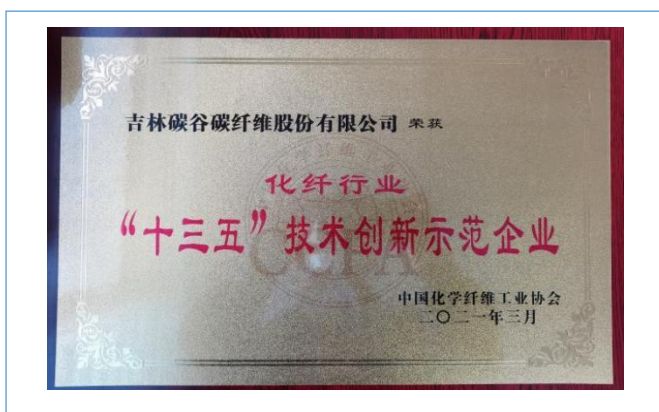 吉林碳谷碳纤维股份有限公司 荣获
化纤行业
“十三五”技术创新示范企业
CCFA
中国化学纤维工业协会
二〇二一年三月